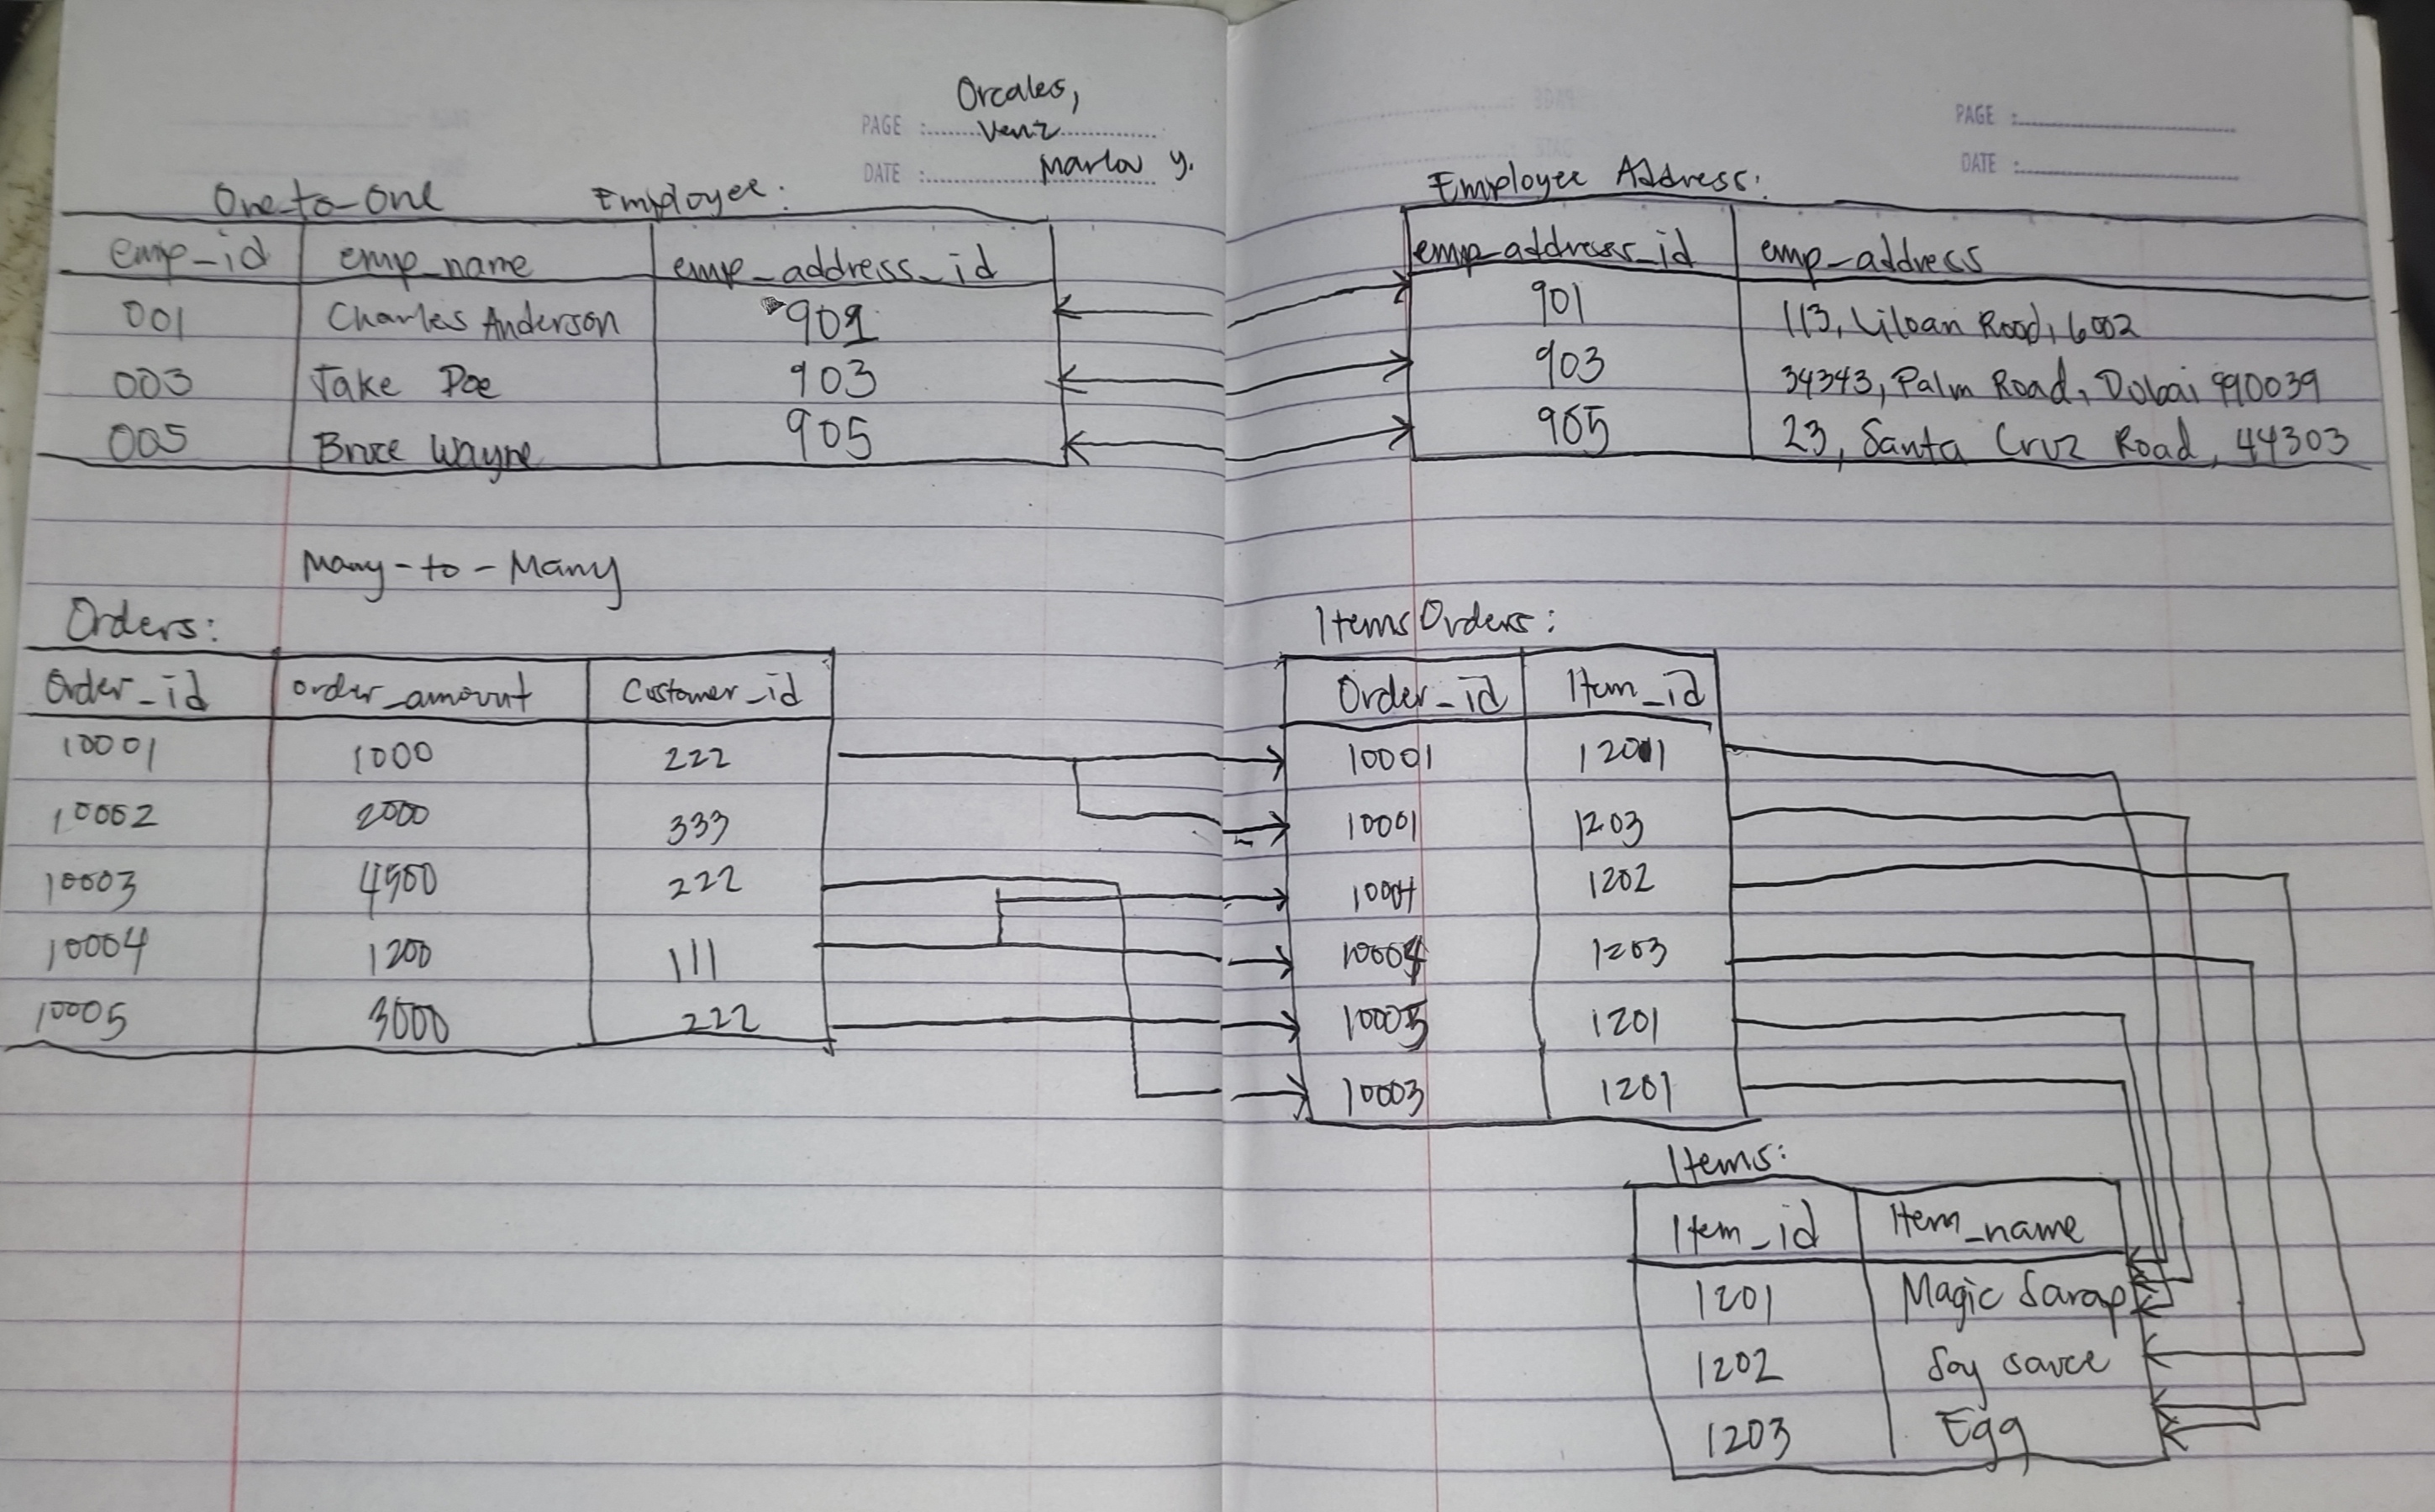 Orcales,
PAGE : Venz
DATE : Marlou Y.
One-to-One Employee:
emp_id emp_name emp_address_id
001 Charles Anderson 901
003 Jake Doe 903
005 Bruce Wayne 905
Many-to-Many
Orders:
Order_id order_amount Customer_id
10001 1000 222
10002 2000 333
10003 4500 222
10004 1200 111
10005 3000 222
PAGE :
DATE :
Employee Address:
emp_address_id emp_address
901 113, Liloan Road, 6002
903 34343, Palm Road, Dubai 990039
905 23, Santa Cruz Road, 44303
ItemsOrders:
Order_id Item_id
10001 1201
10001 1203
10004 1202
10004 1203
10005 1201
10003 1201
Items:
Item_id Item_name
1201 Magic Sarap
1202 Soy sauce
1203 Egg